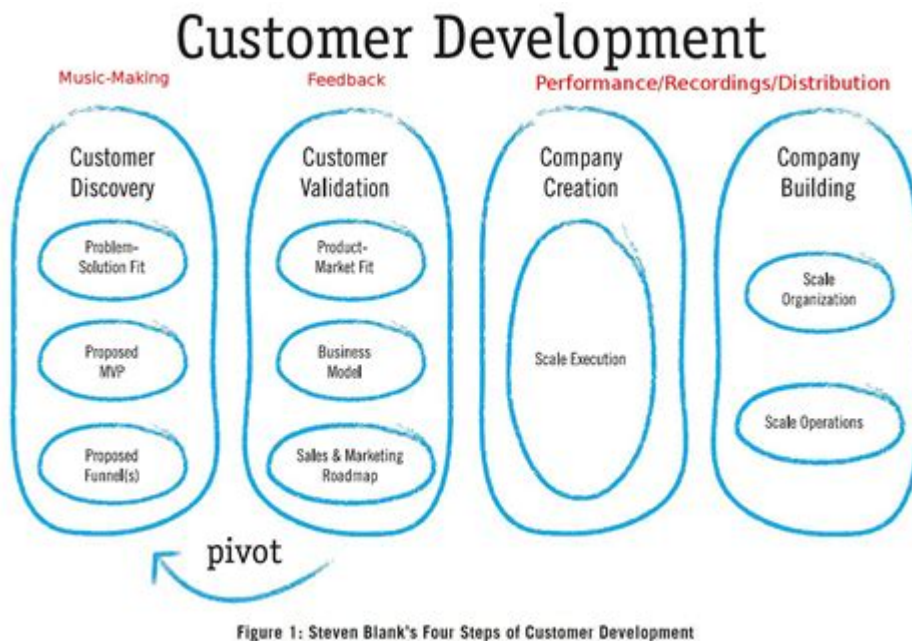 Customer Development
Music-Making
Feedback
Performance/Recordings/Distribution
Customer
Discovery
Problem-
Solution Fit
Proposed
MVP
Proposed
Funnel(s)
Customer
Validation
Product-
Market Fit
Business
Model
Sales & Marketing
Roadmap
Company
Creation
Scale Execution
Company
Building
Scale
Organization
Scale Operations
pivot
Figure 1: Steven Blank's Four Steps of Customer Development